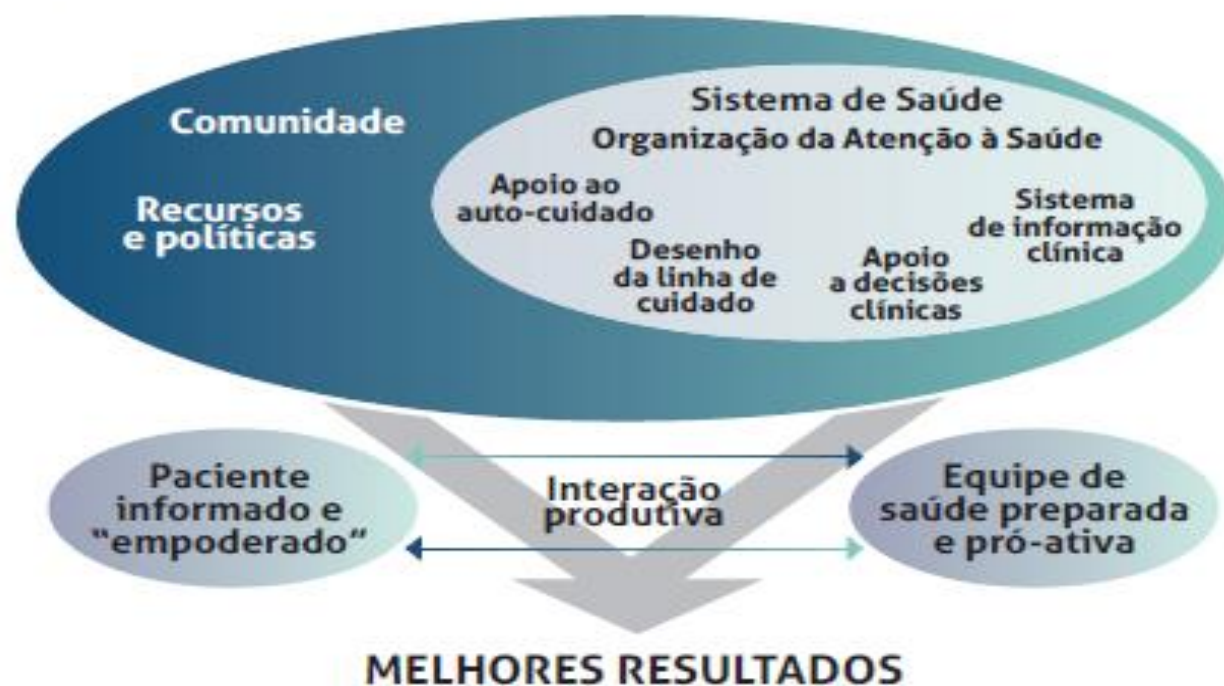 Comunidade
Recursos
e políticas
Sistema de Saúde
Organização da Atenção à Saúde
Apoio ao
auto-cuidado
Desenho
da linha de
cuidado
Apoio
a decisões
clínicas
Sistema
de informação
clínica
Paciente
informado e
“empoderado”
Interação
produtiva
Equipe de
saúde preparada
e pró-ativa
MELHORES RESULTADOS